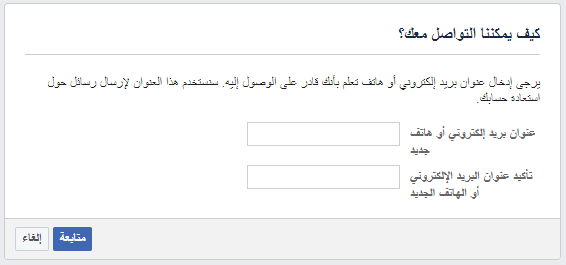 كيف يمكننا التواصل معك؟
يرجى إدخال عنوان بريد إلكتروني أو هاتف تعلم بأنك قادر على الوصول إليه. سنستخدم هذا العنوان لإرسال رسائل حول
استعادة حسابك.
عنوان بريد إلكتروني أو هاتف
جديد
تأكيد عنوان البريد الإلكتروني
أو الهاتف الجديد
متابعة
إلغاء